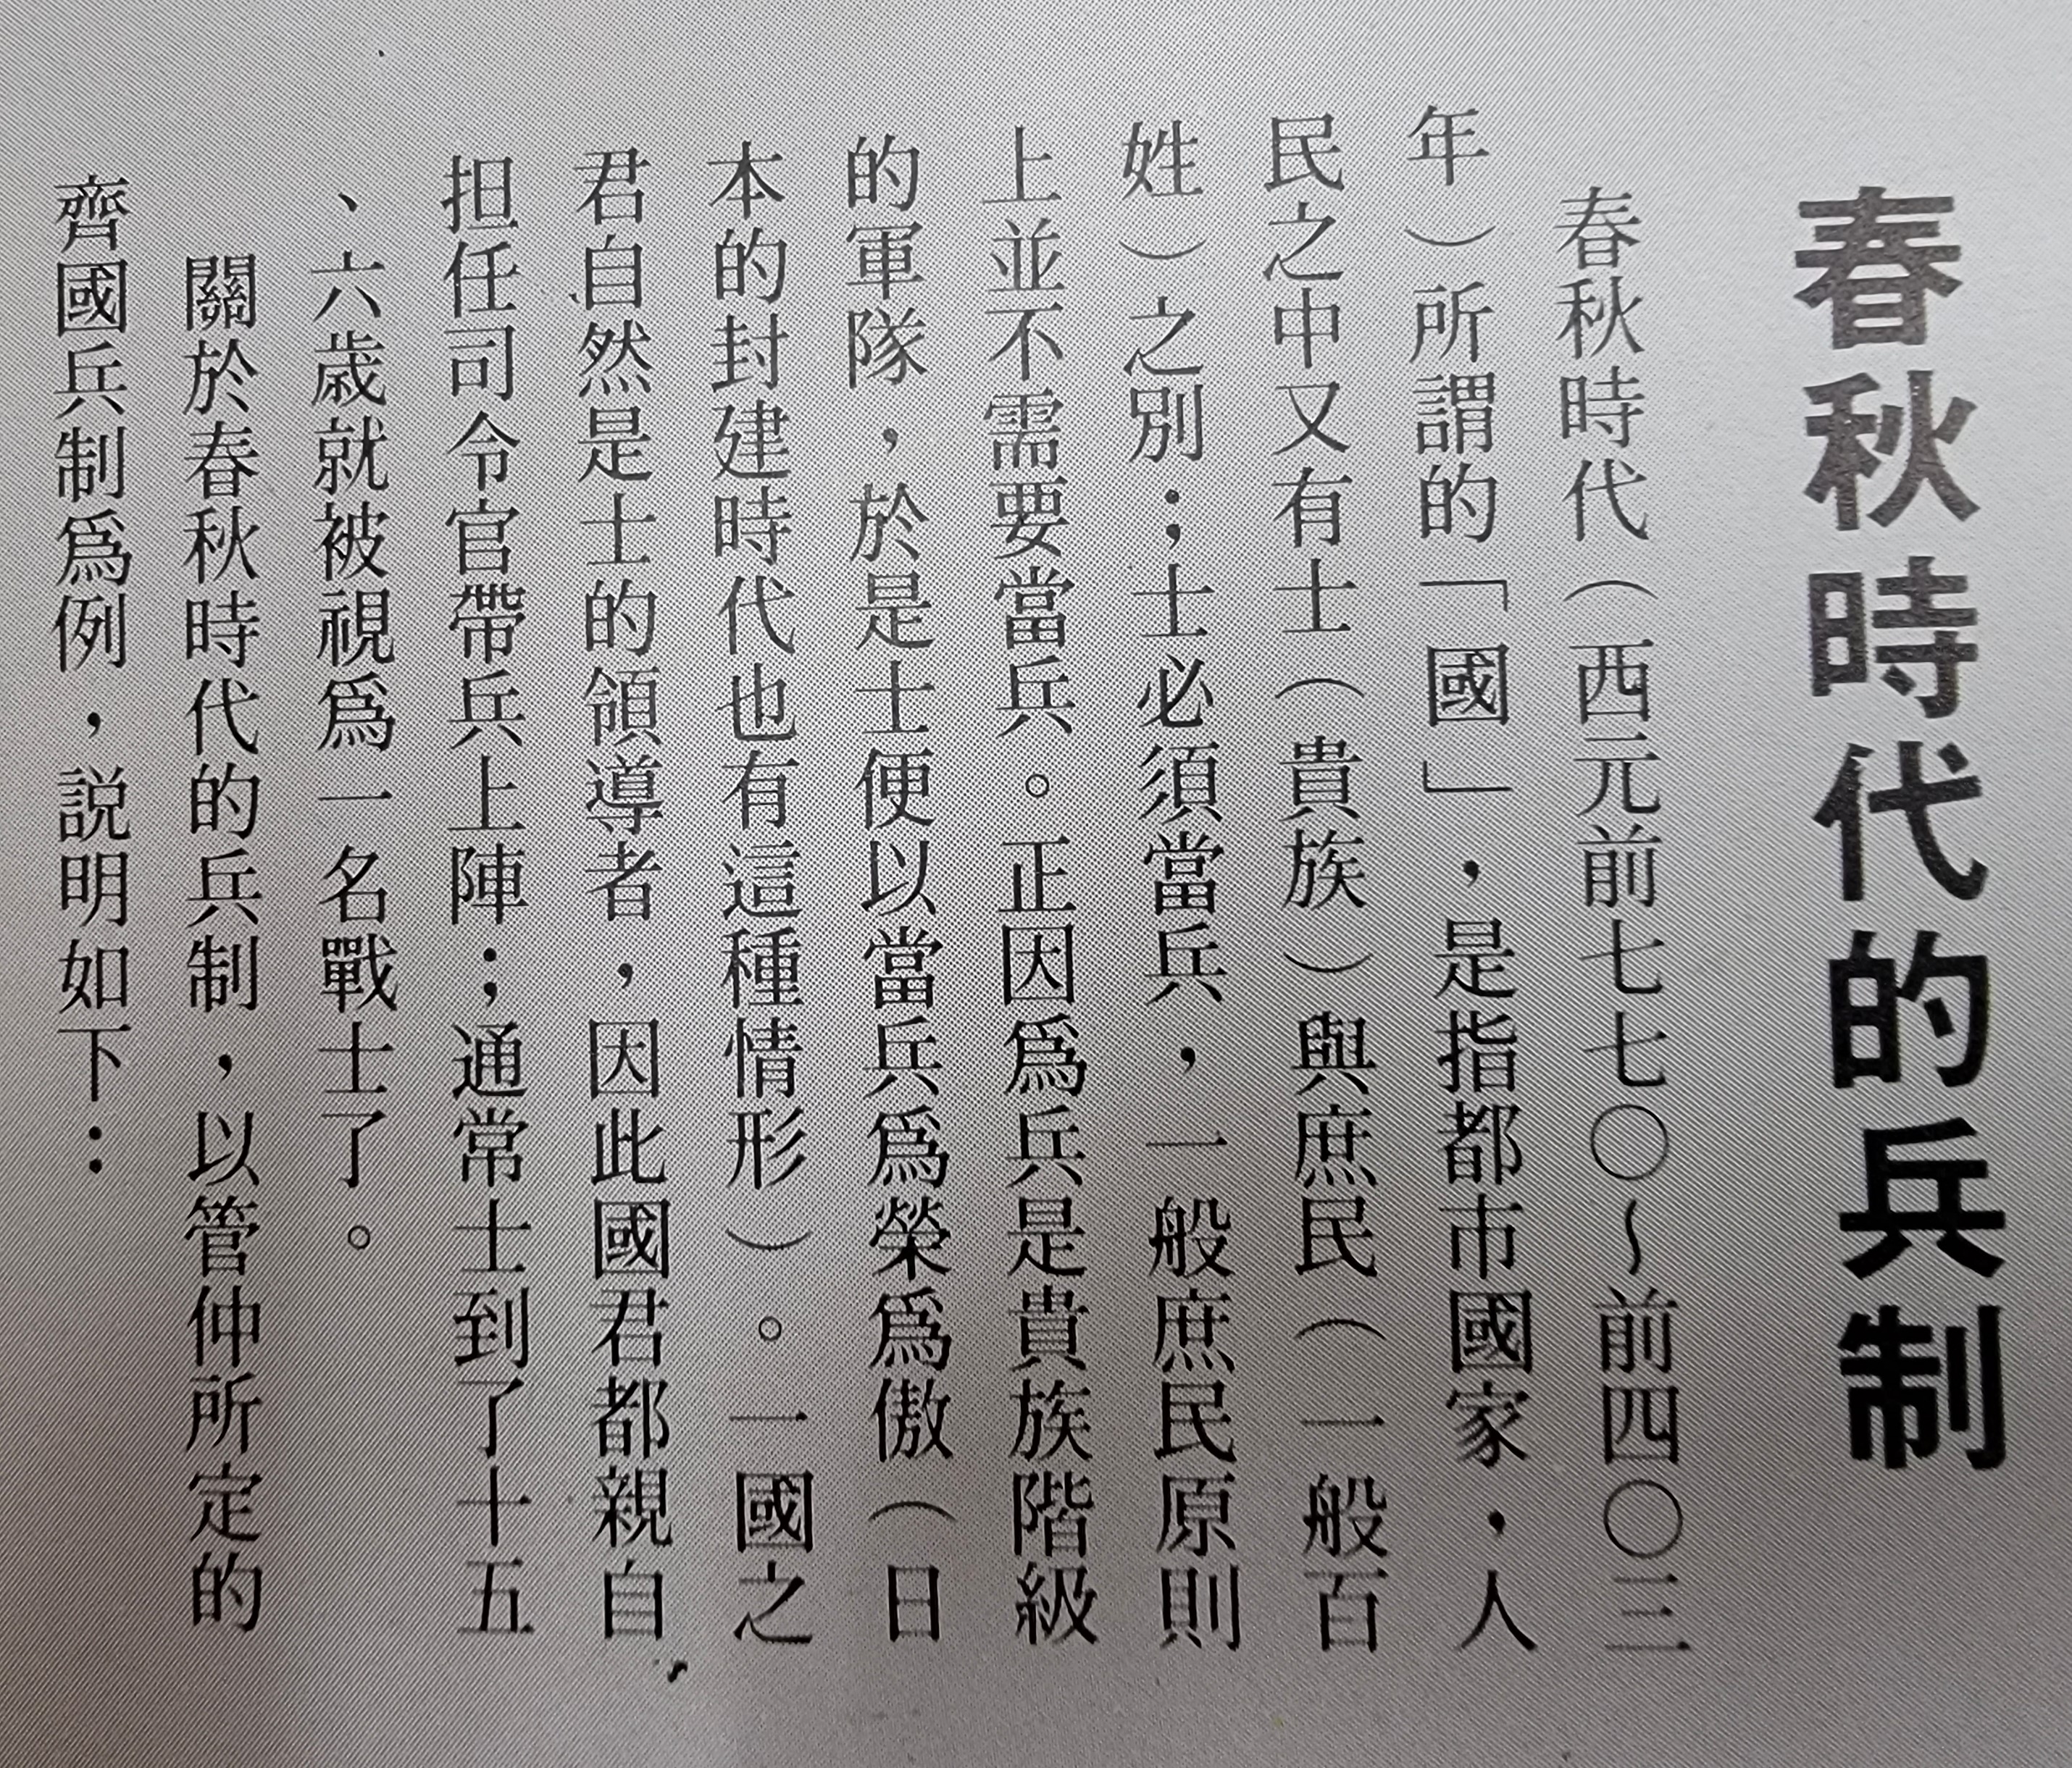 春秋時代的兵制
春秋時代（西元前七七〇～前四〇三
年）所謂的「國」，是指都市國家，人
民之中又有士（貴族）與庶民（一般百
姓）之別；士必須當兵，一般庶民原則
上並不需要當兵。正因爲兵是貴族階級
的軍隊，於是士便以當兵爲榮爲傲（日
本的封建時代也有這種情形）。一國之
君自然是士的領導者，因此國君都親自
担任司令官帶兵上陣；通常士到了十五
、六歲就被視爲一名戰士了。
關於春秋時代的兵制，以管仲所定的
齊國兵制爲例，說明如下：